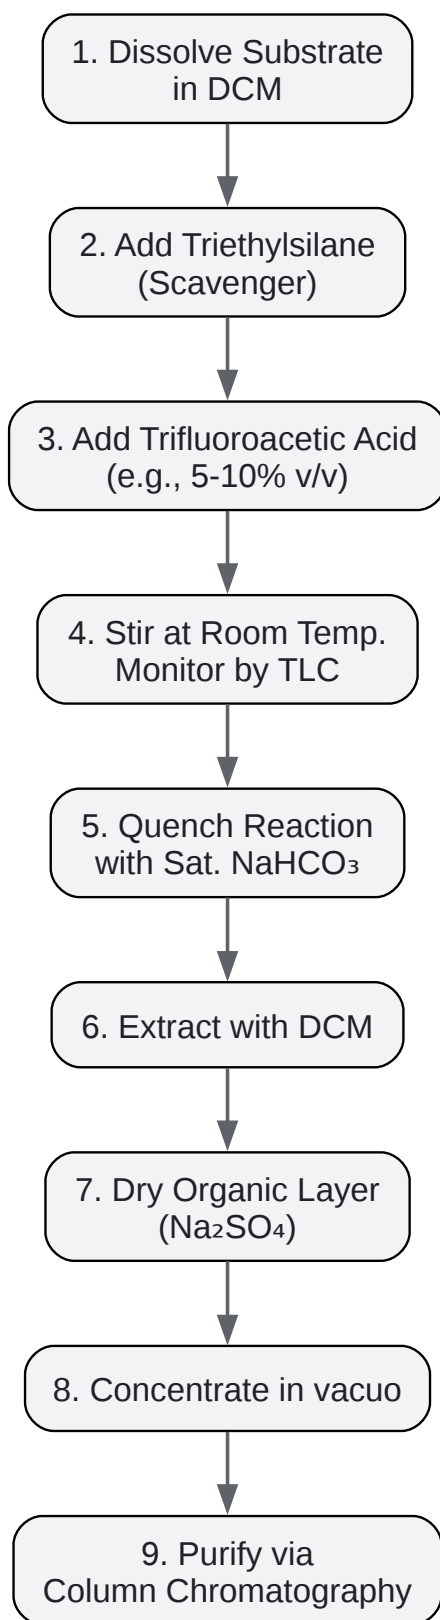 1. Dissolve Substrate
in DCM
2. Add Triethylsilane
(Scavenger)
3. Add Trifluoroacetic Acid
(e.g., 5-10% v/v)
4. Stir at Room Temp.
Monitor by TLC
5. Quench Reaction
with Sat. NaHCO₃
6. Extract with DCM
7. Dry Organic Layer
(Na₂SO₄)
8. Concentrate in vacuo
9. Purify via
Column Chromatography